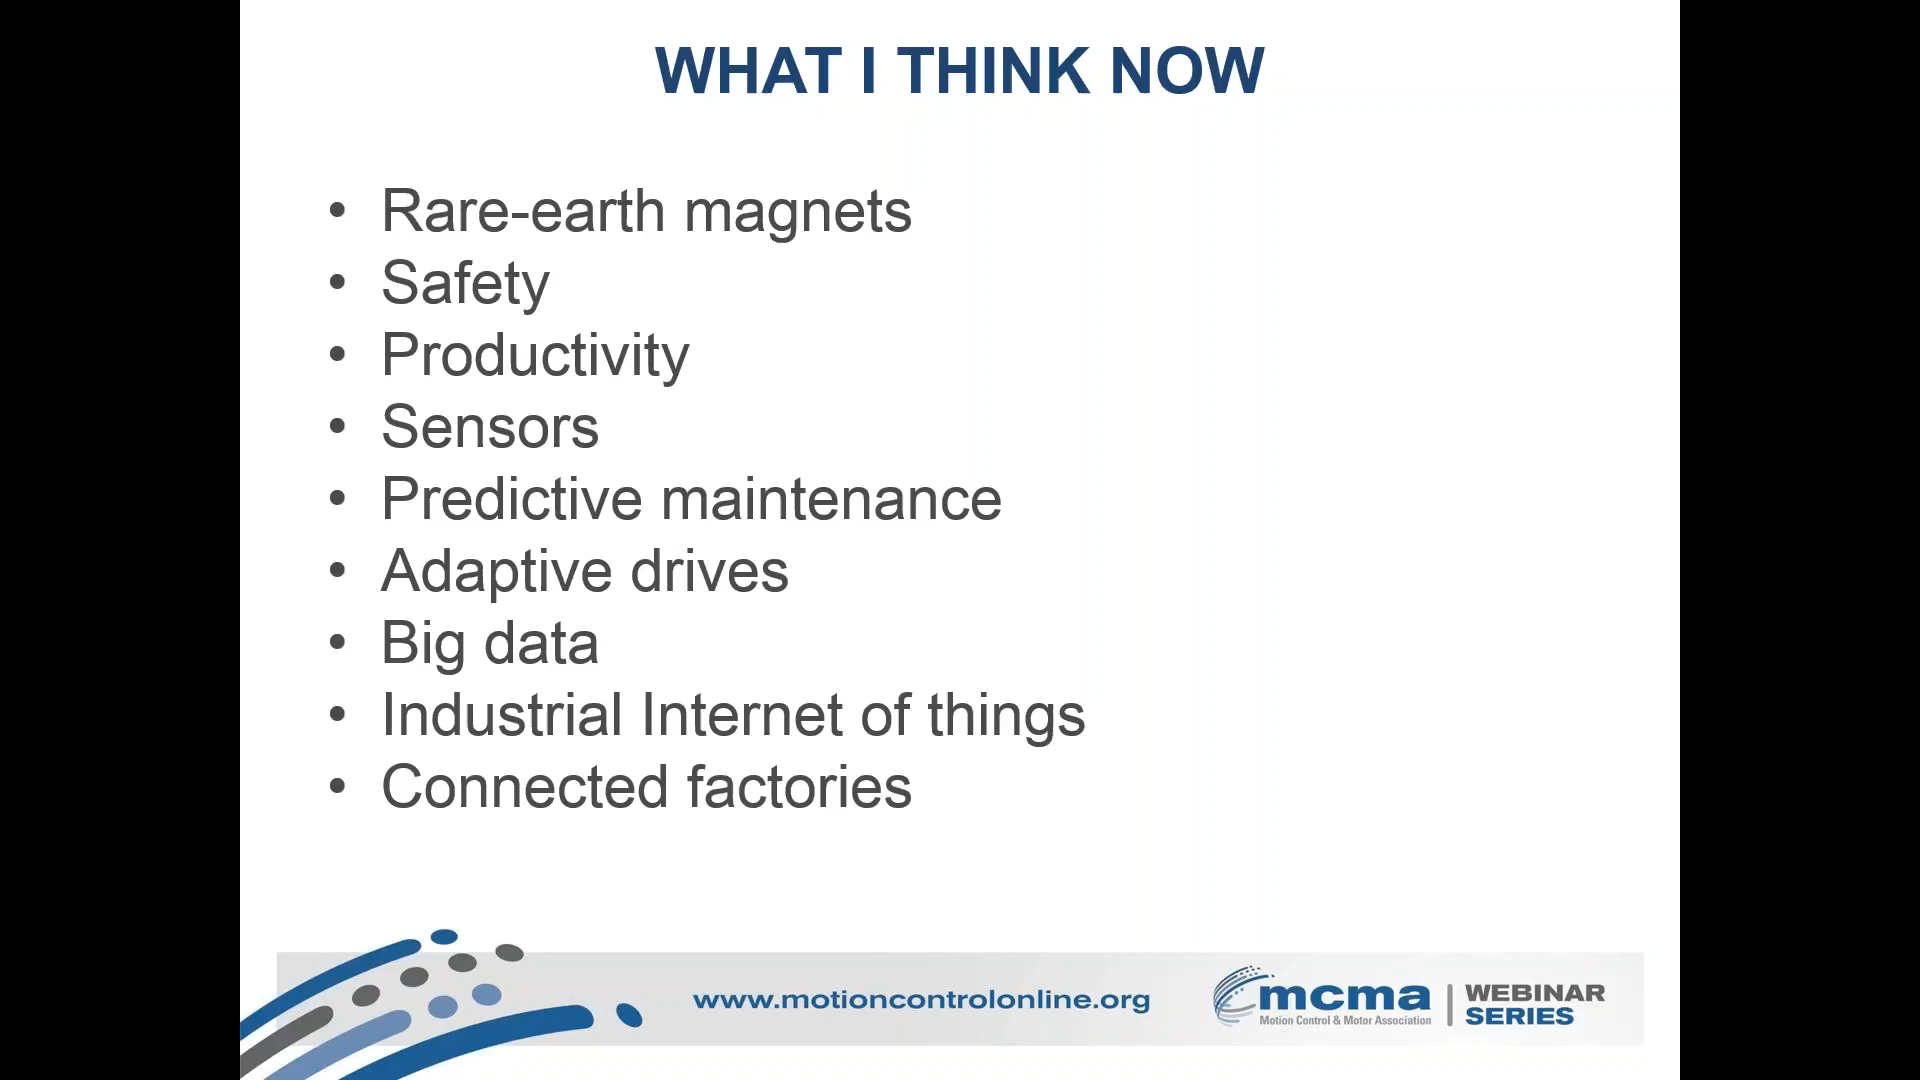 WHAT I THINK NOW
• Rare-earth magnets
• Safety
• Productivity
• Sensors
• Predictive maintenance
• Adaptive drives
• Big data
• Industrial Internet of things
• Connected factories
www.motioncontrolonline.org
mcma
Motion Control & Motor Association
WEBINAR
SERIES